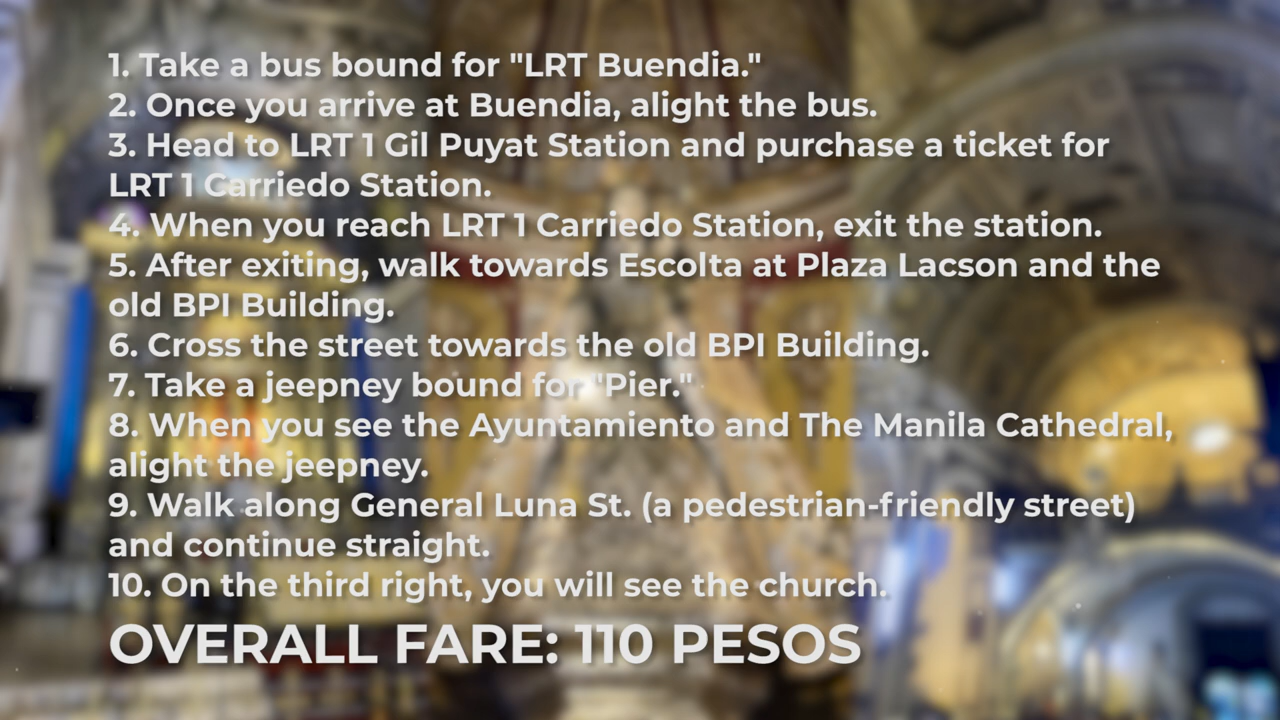 1. Take a bus bound for "LRT Buendia."
2. Once you arrive at Buendia, alight the bus.
3. Head to LRT 1 Gil Puyat Station and purchase a ticket for
LRT 1 Carriedo Station.
4. When you reach LRT 1 Carriedo Station, exit the station.
5. After exiting, walk towards Escolta at Plaza Lacson and the
old BPI Building.
6. Cross the street towards the old BPI Building.
7. Take a jeepney bound for "Pier."
8. When you see the Ayuntamiento and The Manila Cathedral,
alight the jeepney.
9. Walk along General Luna St. (a pedestrian-friendly street)
and continue straight.
10. On the third right, you will see the church.
OVERALL FARE: 110 PESOS